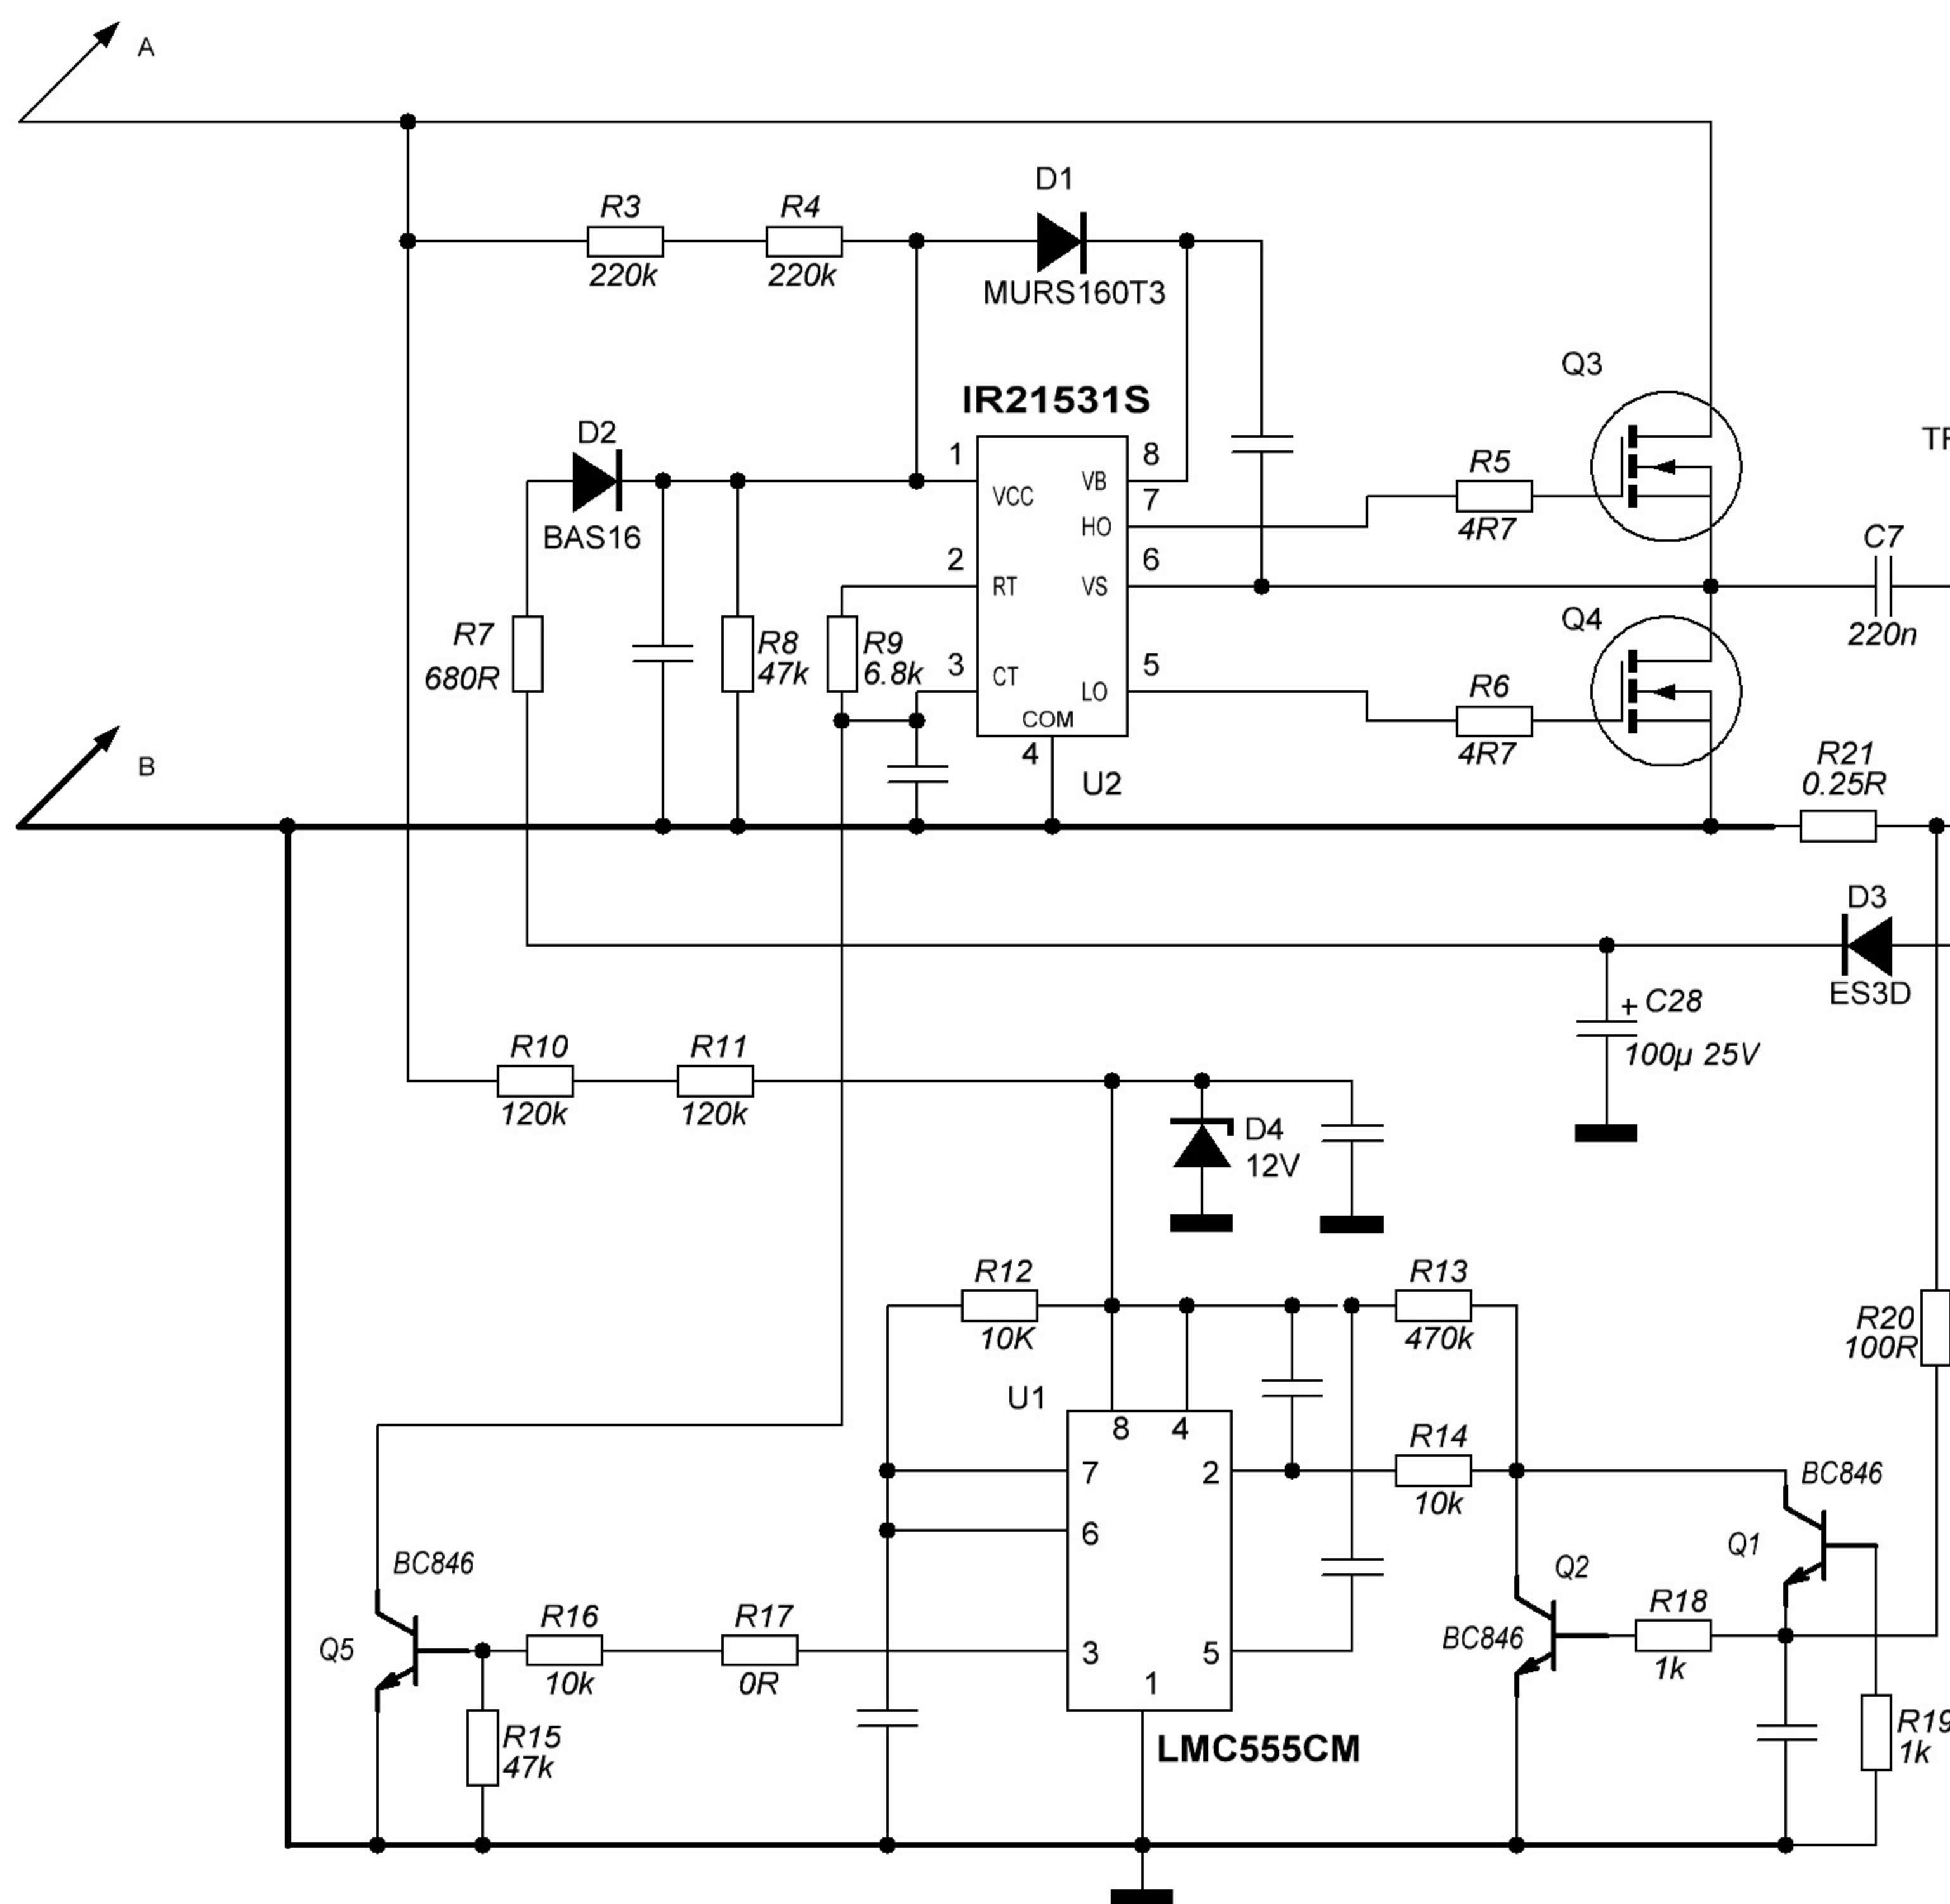 A
D1
R3
R4
220k
220k
MURS160T3
Q3
IR21531S
D2
BAS16
1
VCC
8
VB
7
HO
R5
4R7
C7
220n
2
RT
6
VS
Q4
R7
680R
R8
47k
R9
6.8k
3
CT
5
LO
COM
4
U2
R6
4R7
B
R21
0.25R
D3
ES3D
+ C28
100µ 25V
R10
120k
R11
120k
D4
12V
R12
10K
R13
470k
R20
100R
U1
8
4
7
2
R14
10k
BC846
6
Q1
BC846
Q2
R18
1k
BC846
Q5
R16
10k
R17
0R
3
5
1
R15
47k
LMC555CM
R19
1k